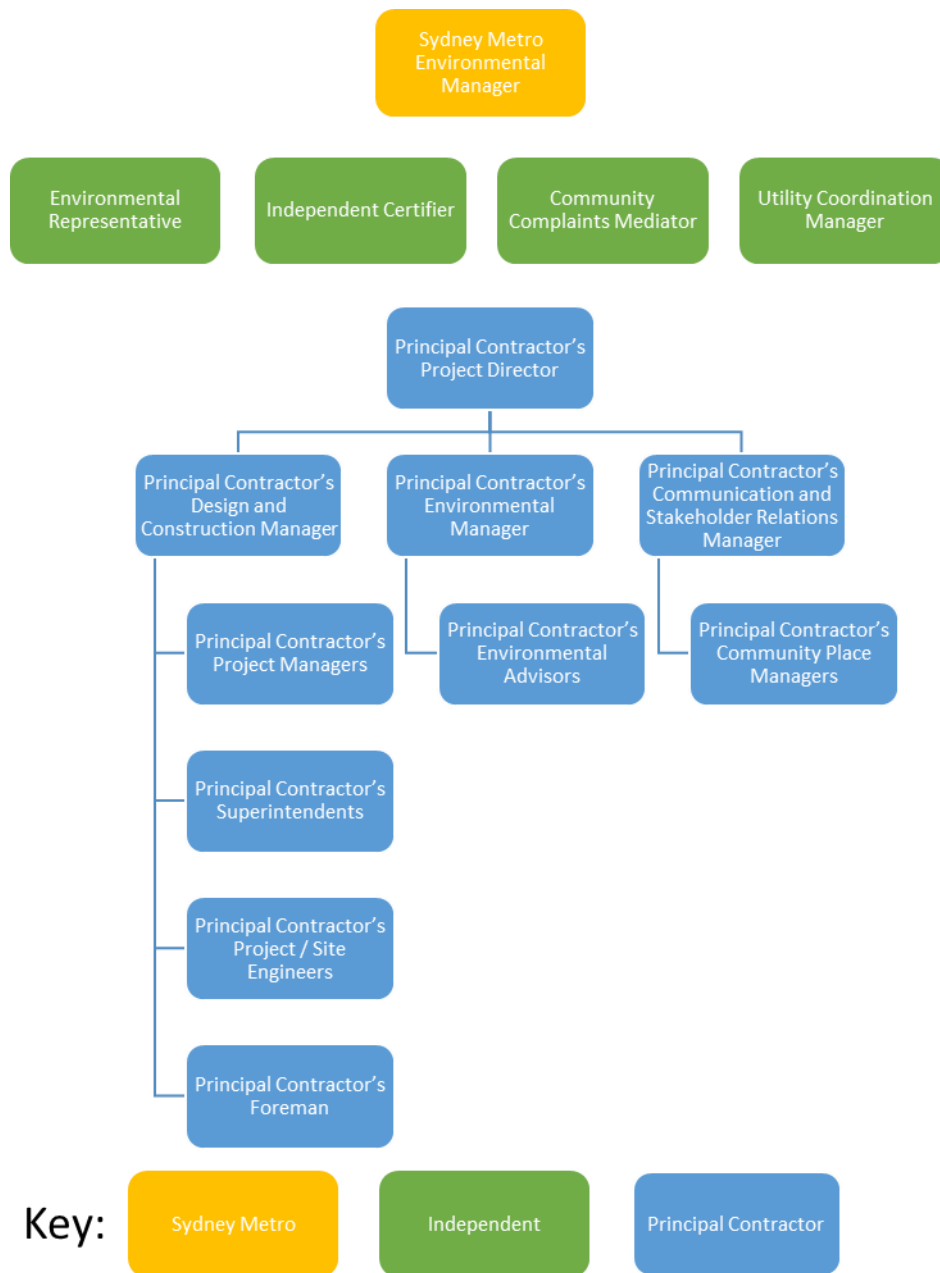 Sydney Metro
Environmental
Manager
Environmental
Representative
Independent Certifier
Community
Complaints Mediator
Utility Coordination
Manager
Principal Contractor’s
Project Director
Principal Contractor’s
Design and
Construction Manager
Principal Contractor’s
Environmental
Manager
Principal Contractor’s
Communication and
Stakeholder Relations
Manager
Principal Contractor’s
Project Managers
Principal Contractor’s
Environmental
Advisors
Principal Contractor’s
Community Place
Managers
Principal Contractor’s
Superintendents
Principal Contractor’s
Project / Site
Engineers
Principal Contractor’s
Foreman
Key:
Sydney Metro
Independent
Principal Contractor